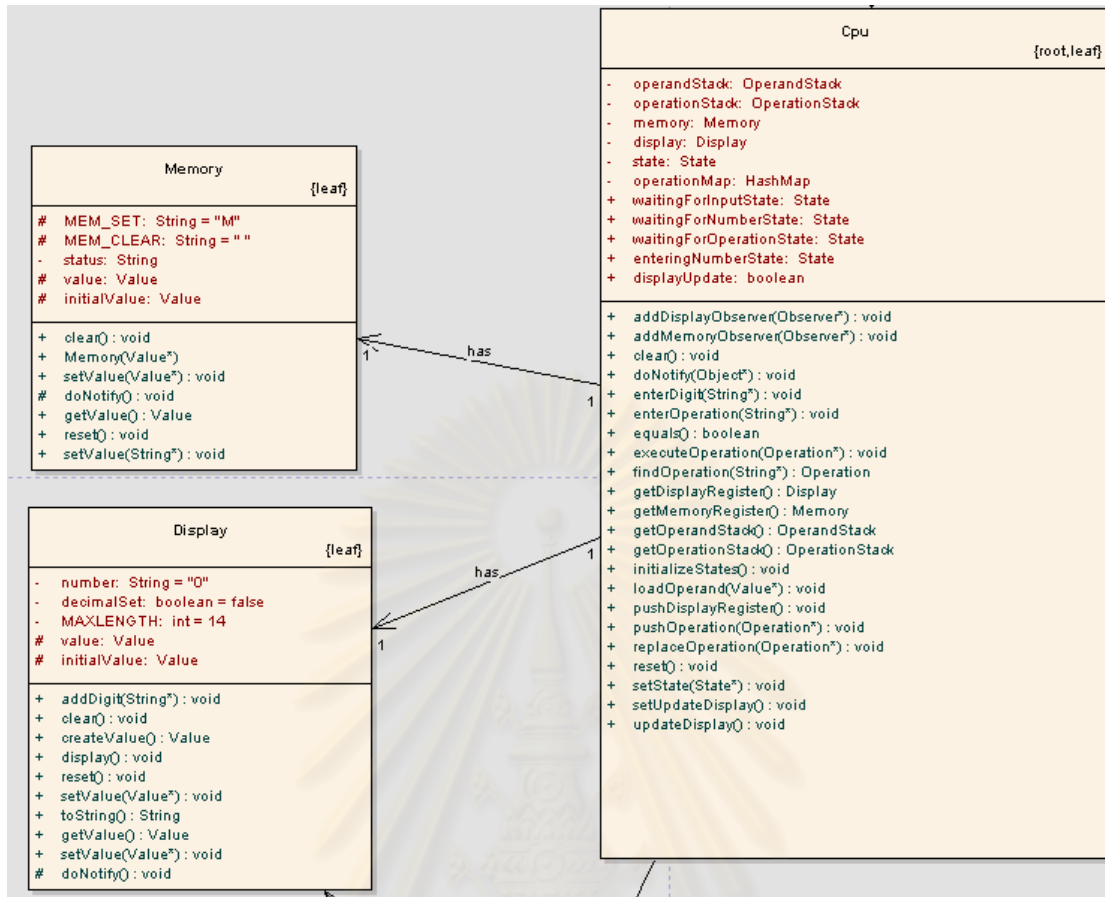 Cpu
{root,leaf}
- operandStack: OperandStack
- operationStack: OperationStack
- memory: Memory
- display: Display
- state: State
- operationMap: HashMap
+ waitingForInputState: State
+ waitingForNumberState: State
+ waitingForOperationState: State
+ enteringNumberState: State
+ displayUpdate: boolean
+ addDisplayObserver(Observer*) : void
+ addMemoryObserver(Observer*) : void
+ clear() : void
+ doNotify(Object*) : void
+ enterDigit(String*) : void
+ enterOperation(String*) : void
+ equals() : boolean
+ executeOperation(Operation*) : void
+ findOperation(String*) : Operation
+ getDisplayRegister() : Display
+ getMemoryRegister() : Memory
+ getOperandStack() : OperandStack
+ getOperationStack() : OperationStack
+ initializeStates() : void
+ loadOperand(Value*) : void
+ pushDisplayRegister() : void
+ pushOperation(Operation*) : void
+ replaceOperation(Operation*) : void
+ reset() : void
+ setState(State*) : void
+ setUpdateDisplay() : void
+ updateDisplay() : void
Memory
{leaf}
# MEM_SET: String = "M"
# MEM_CLEAR: String = " "
- status: String
# value: Value
# initialValue: Value
+ clear() : void
+ Memory(Value*)
+ setValue(Value*) : void
# doNotify() : void
+ getValue() : Value
+ reset() : void
+ setValue(String*) : void
1
has
1
Display
{leaf}
- number: String = "0"
- decimalSet: boolean = false
- MAXLENGTH: int = 14
# value: Value
# initialValue: Value
+ addDigit(String*) : void
+ clear() : void
+ createValue() : Value
+ display() : void
+ reset() : void
+ setValue(Value*) : void
+ toString() : String
+ getValue() : Value
+ setValue(Value*) : void
# doNotify() : void
1
has
1